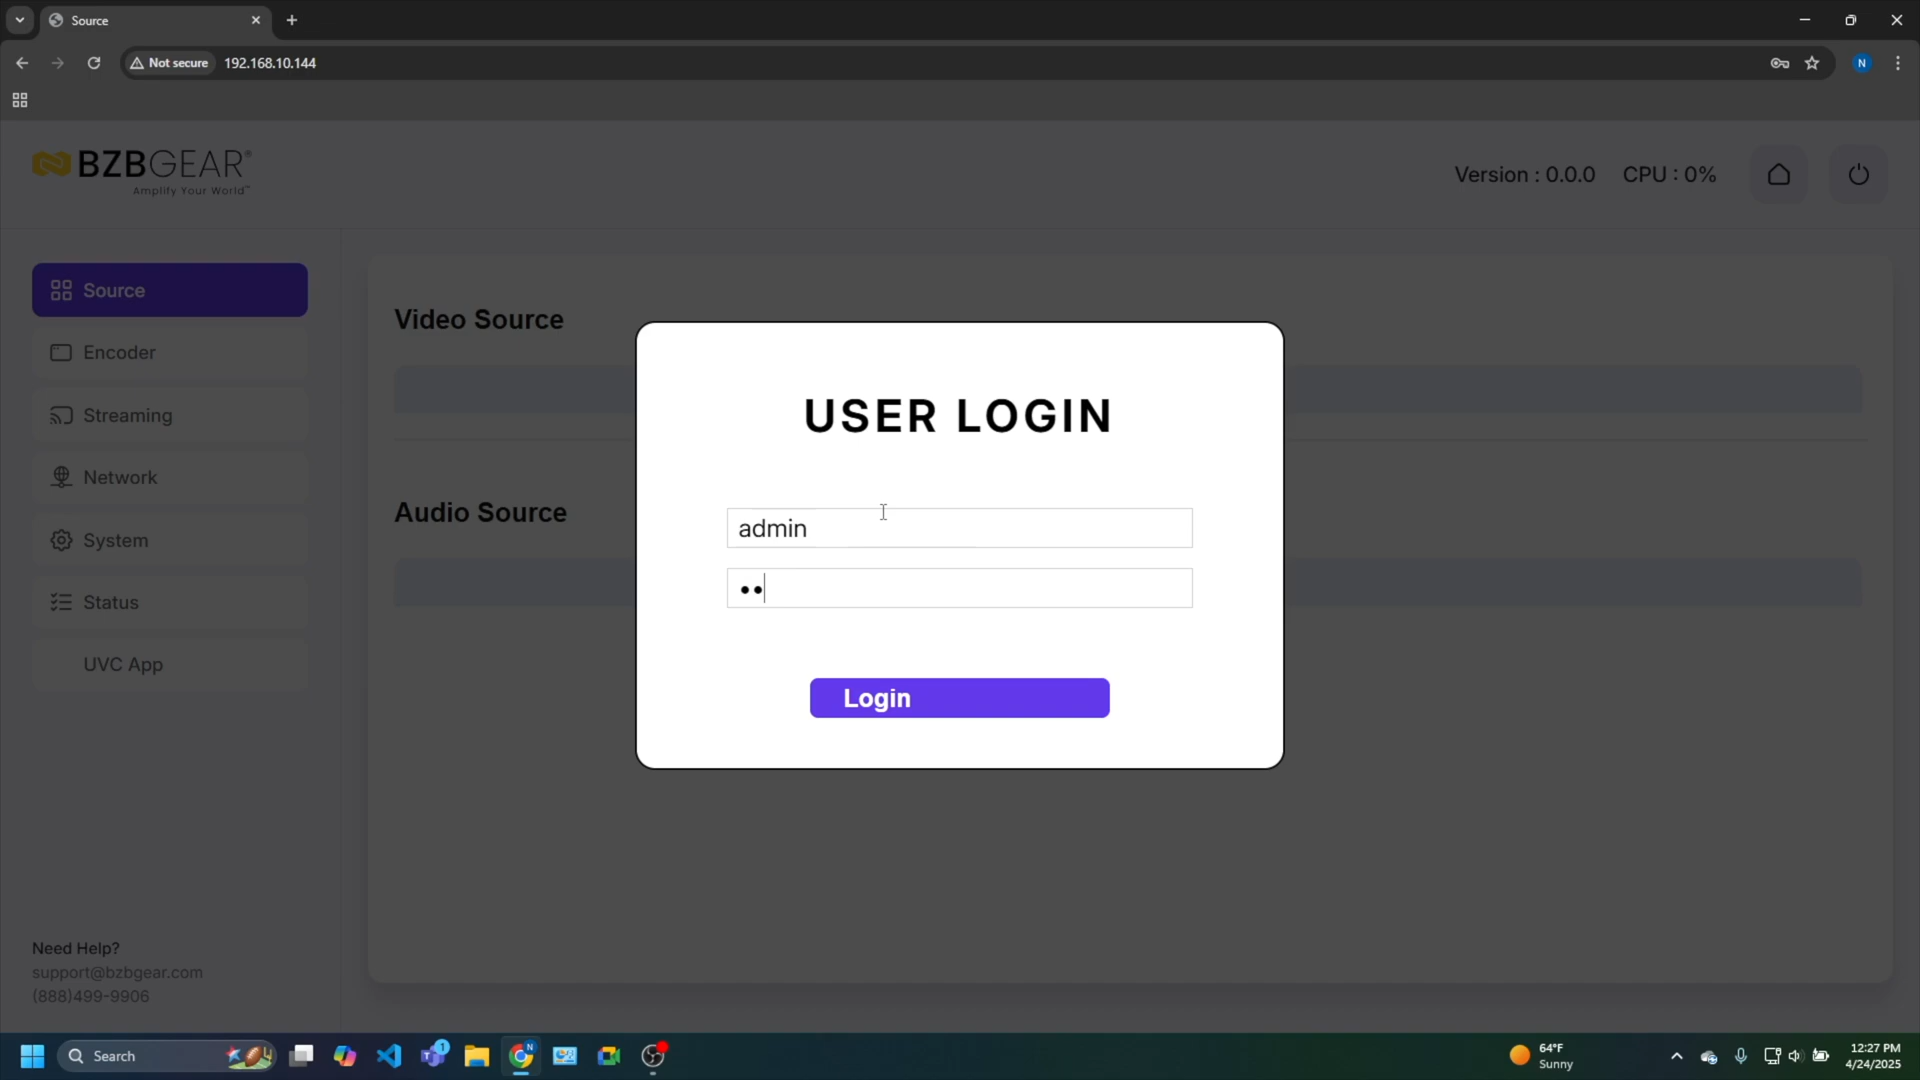 Source
Not secure
192.168.10.144
N
BZBGEAR®
Amplify Your World™
Version : 0.0.0
CPU : 0%
Source
Encoder
Streaming
Network
System
Status
UVC App
Video Source
Audio Source
USER LOGIN
admin
••
Login
Need Help?
support@bzbgear.com
(888)499-9906
Search
1
N
64°F
Sunny
12:27 PM
4/24/2025